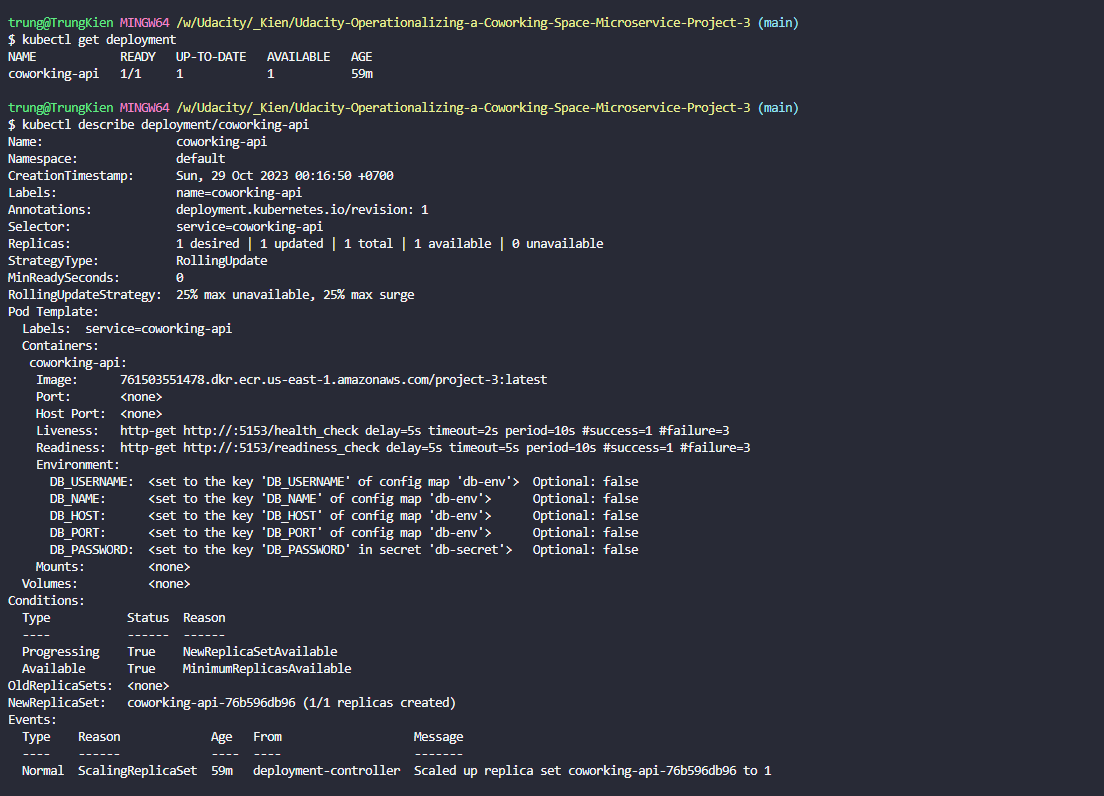 trung@TrungKien MINGW64 /w/Udacity/_Kien/Udacity-Operationalizing-a-Coworking-Space-Microservice-Project-3 (main)
$ kubectl get deployment
NAME            READY   UP-TO-DATE   AVAILABLE   AGE
coworking-api   1/1     1            1           59m
trung@TrungKien MINGW64 /w/Udacity/_Kien/Udacity-Operationalizing-a-Coworking-Space-Microservice-Project-3 (main)
$ kubectl describe deployment/coworking-api
Name:                   coworking-api
Namespace:              default
CreationTimestamp:      Sun, 29 Oct 2023 00:16:50 +0700
Labels:                 name=coworking-api
Annotations:            deployment.kubernetes.io/revision: 1
Selector:               service=coworking-api
Replicas:               1 desired | 1 updated | 1 total | 1 available | 0 unavailable
StrategyType:           RollingUpdate
MinReadySeconds:        0
RollingUpdateStrategy:  25% max unavailable, 25% max surge
Pod Template:
  Labels:  service=coworking-api
  Containers:
   coworking-api:
    Image:      761503551478.dkr.ecr.us-east-1.amazonaws.com/project-3:latest
    Port:       <none>
    Host Port:  <none>
    Liveness:   http-get http://:5153/health_check delay=5s timeout=2s period=10s #success=1 #failure=3
    Readiness:  http-get http://:5153/readiness_check delay=5s timeout=5s period=10s #success=1 #failure=3
    Environment:
      DB_USERNAME:  <set to the key 'DB_USERNAME' of config map 'db-env'>  Optional: false
      DB_NAME:      <set to the key 'DB_NAME' of config map 'db-env'>      Optional: false
      DB_HOST:      <set to the key 'DB_HOST' of config map 'db-env'>      Optional: false
      DB_PORT:      <set to the key 'DB_PORT' of config map 'db-env'>      Optional: false
      DB_PASSWORD:  <set to the key 'DB_PASSWORD' in secret 'db-secret'>   Optional: false
    Mounts:         <none>
  Volumes:          <none>
Conditions:
  Type           Status  Reason
  ----           ------  ------
  Progressing    True    NewReplicaSetAvailable
  Available      True    MinimumReplicasAvailable
OldReplicaSets:  <none>
NewReplicaSet:   coworking-api-76b596db96 (1/1 replicas created)
Events:
  Type    Reason             Age   From                   Message
  ----    ------             ----  ----                   -------
  Normal  ScalingReplicaSet  59m   deployment-controller  Scaled up replica set coworking-api-76b596db96 to 1